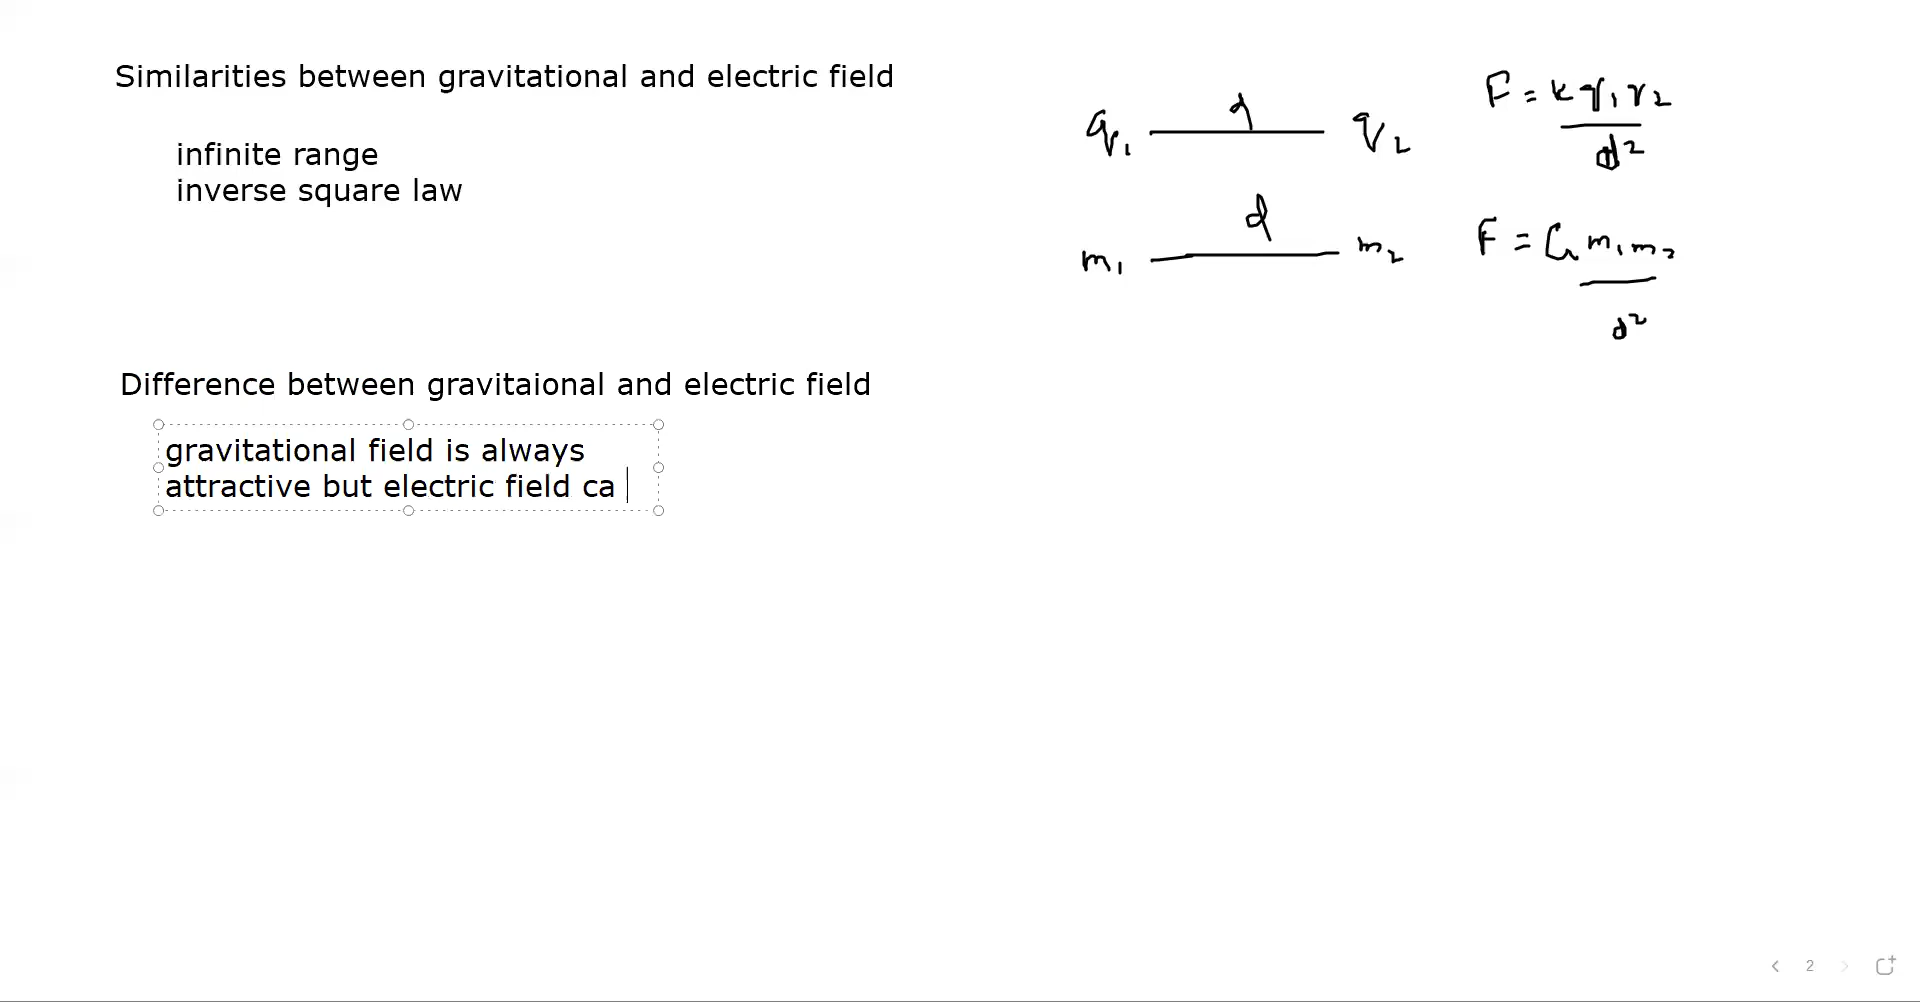 Similarities between gravitational and electric field
infinite range
inverse square law
q₁ d q₂ F = kq₁q₂/d²
m₁ d m₂ F = Gm₁m₂/d²
Difference between gravitaional and electric field
gravitational field is always
attractive but electric field ca
2